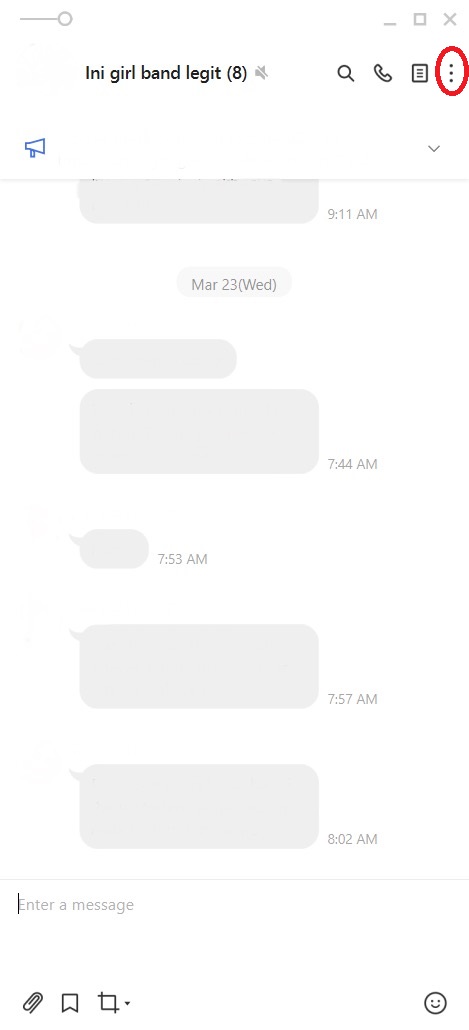 Ini girl band legit (8)
9:11 AM
Mar 23(Wed)
7:44 AM
7:53 AM
7:57 AM
8:02 AM
Enter a message